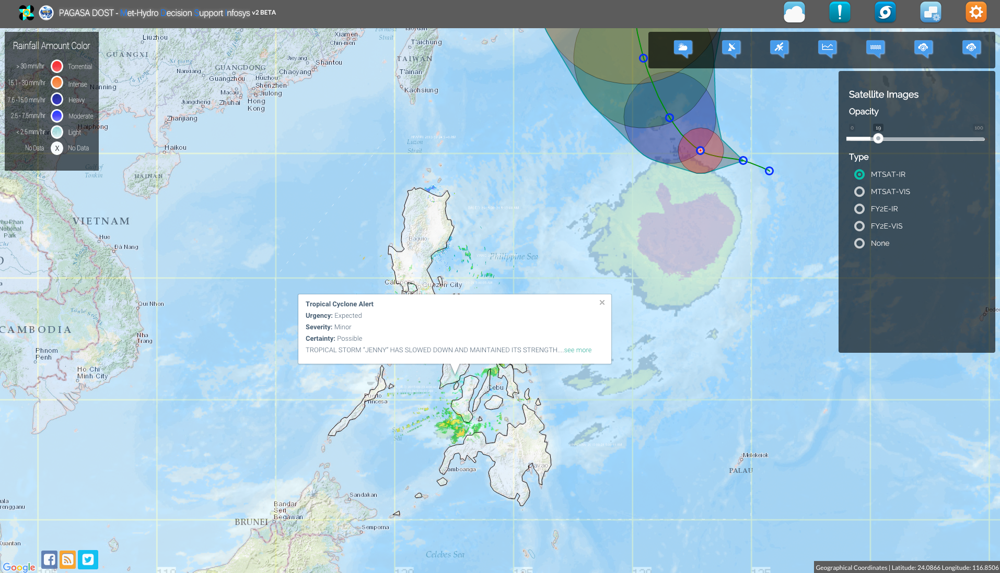 PAGASA DOST - Met-Hydro Decision Support Infosys v2 BETA
Rainfall Amount Color
> 30 mm/hr Torrential
15.1 - 30 mm/hr Intense
7.6 -15.0 mm/hr Heavy
2.5 - 7.5mm/hr Moderate
< 2.5 mm/hr Light
No Data X No Data
Satellite Images
Opacity
0 19 100
Type
MTSAT-IR
MTSAT-VIS
FY2E-IR
FY2E-VIS
None
Tropical Cyclone Alert
Urgency: Expected
Severity: Minor
Certainty: Possible
TROPICAL STORM “JENNY” HAS SLOWED DOWN AND MAINTAINED ITS STRENGTH....see more
Liuzhou
GUANGXI
Nanning
Xiamen
Chin-men
Strait
T'aichung
TAIWAN
T'ainan
Kaohsiung
Jieyang
Shantou
Chaoyang
GUANGDONG
Nanxiang
Guangzhou
Huizhou
Shenzhen
Jiulong
Macau
Zhuhai
Hong
Kong
Jiangcheng
Zhanjiang
Haiphong
Haikou
Gulf of
Tonkin
HAINAN
Luzon
Strait
VIETNAM
Phu Phan
National
Park
Hue
Đà Nang
Baguio
Philippine Sea
Caloocan
Quezon City
Manila
Qui Nhon
CAMBODIA
Nha
Trang
Phnom
Penh
Ho Chi
Minh City
Cebu
Puerto
Princesa
Sulu
Sea
Zamboanga
Davao
Melekeiok
PALAU
Sandakan
Bandar
Seri
Begawan
BRUNEI
Semporna
Kuantan
Celebes Sea
Google
Geographical Coordinates | Latitude: 24.0866 Longitude: 116.8506